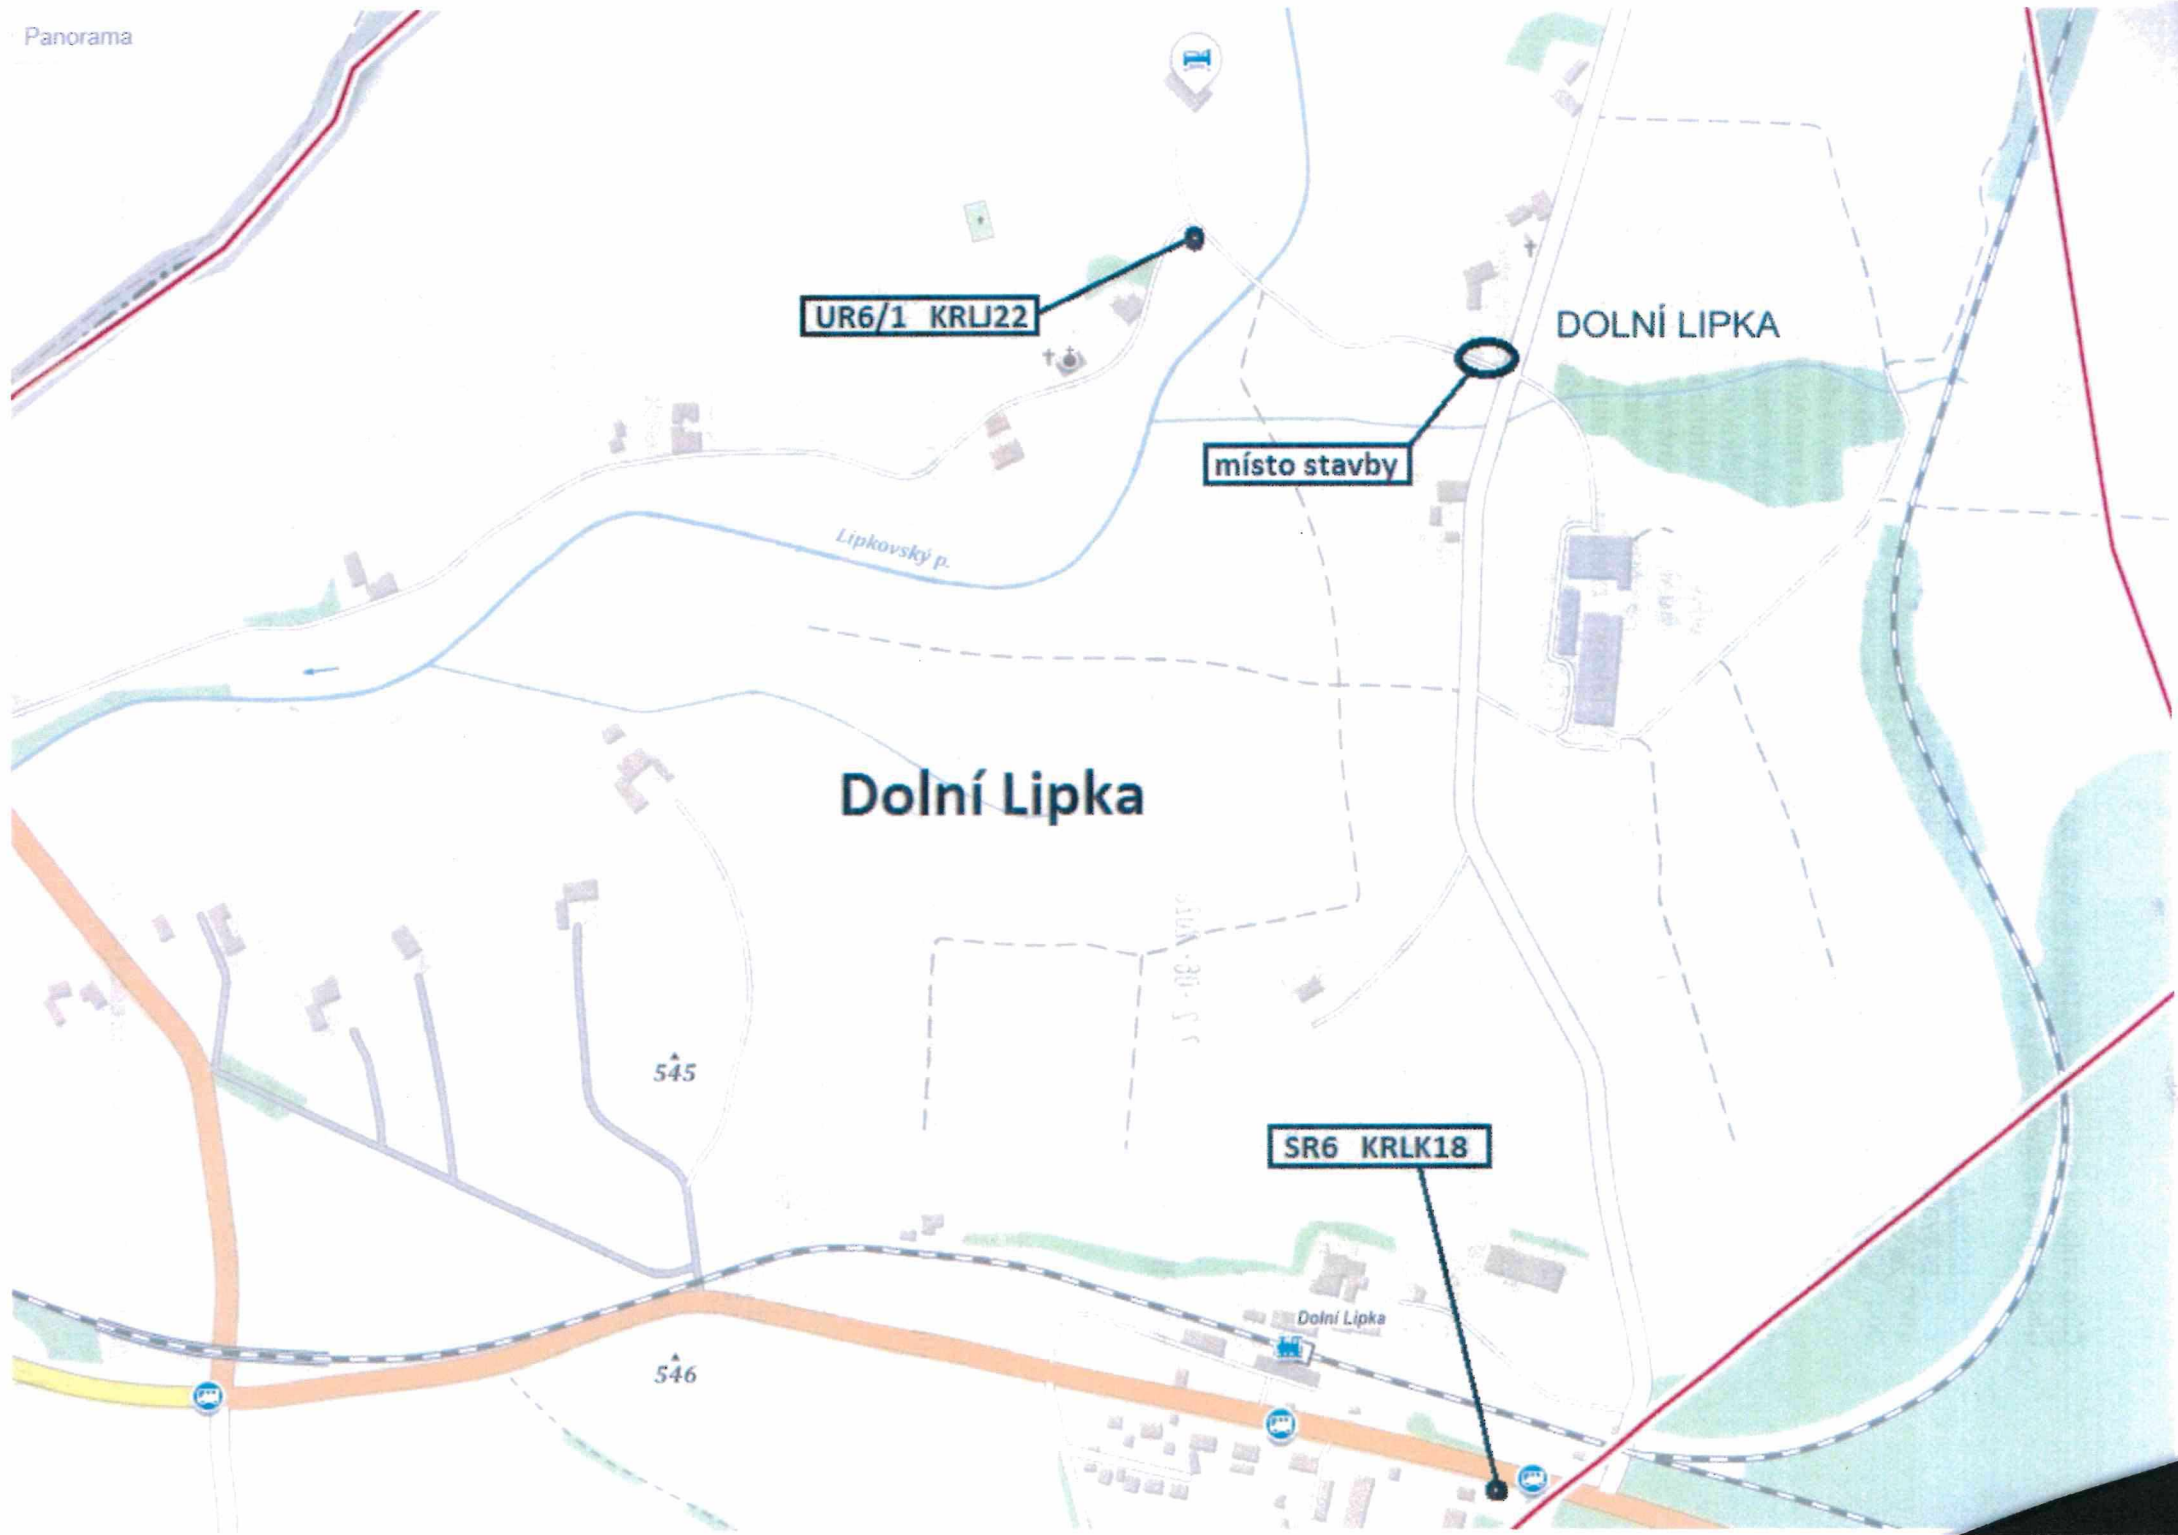 Panorama
UR6/1 KRLJ22
DOLNÍ LIPKA
místo stavby
Lipkovský p.
Dolní Lipka
545
SR6 KRLK18
Dolní Lipka
546